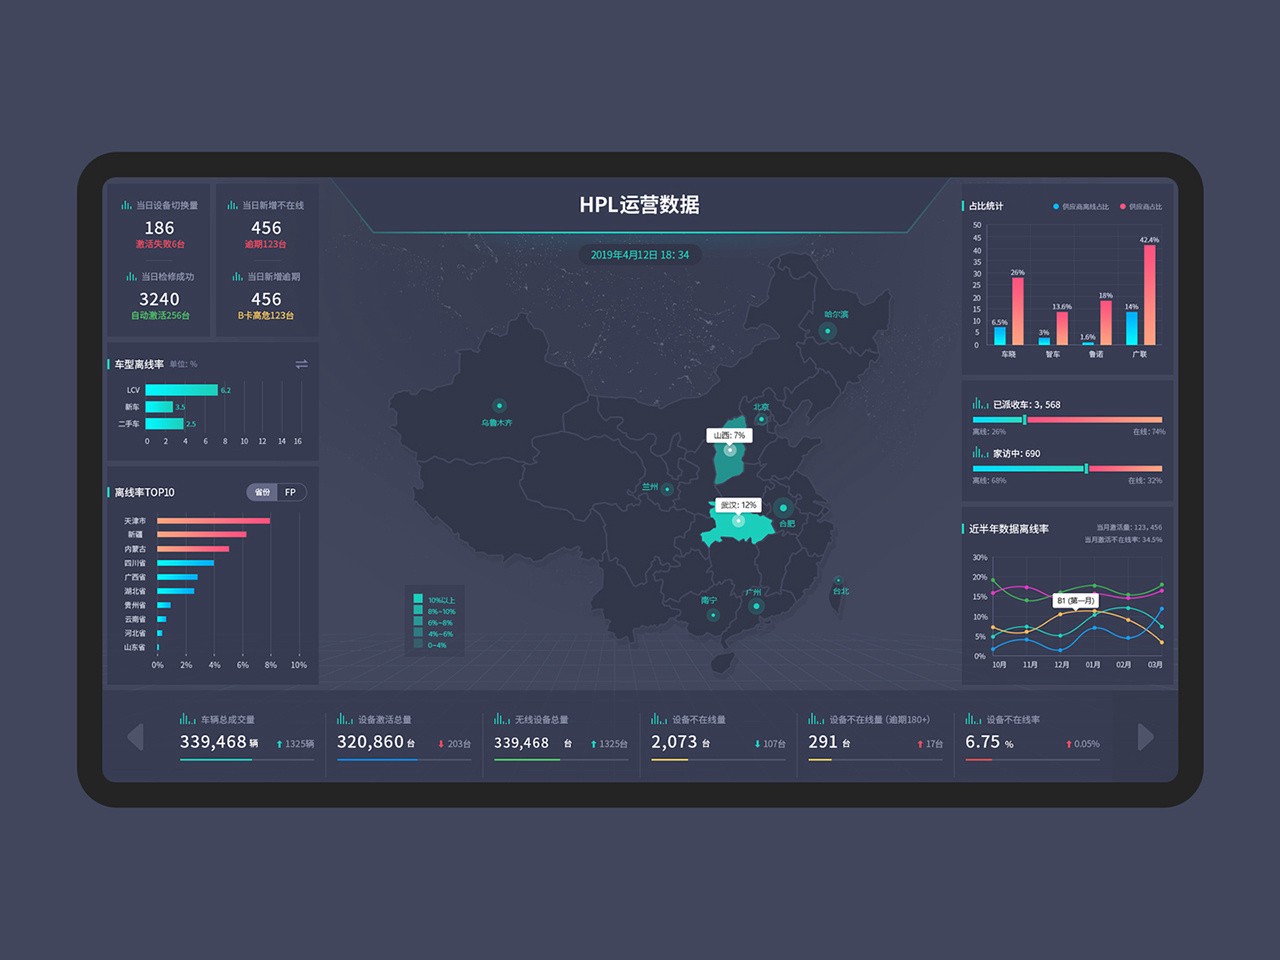 HPL运营数据
2019年4月12日 18：34
当日设备切换量
186
激活失败6台
当日新增不在线
456
逾期123台
当日检修成功
3240
自动激活256台
当日新增逾期
456
B卡高危123台
车型离线率 单位: %
LCV 6.2
新车 3.5
二手车 2.5
0 2 4 6 8 10 12 14 16
离线率TOP10 省份 FP
天津市
新疆
内蒙古
四川省
广西省
湖北省
贵州省
云南省
河北省
山东省
0% 2% 4% 6% 8% 10%
哈尔滨
乌鲁木齐
北京
山西: 7%
兰州
武汉: 12%
合肥
南宁
广州
台北
10%以上
8%~10%
6%~8%
4%~6%
0~4%
占比统计 供应商离线占比 供应商占比
50
45
40
35
30
25
20
15
10
5
0
6.5% 26% 3% 13.6% 1.6% 18% 14% 42.4%
车晓 智车 鲁诺 广联
已派收车: 3, 568
离线: 26% 在线: 74%
家访中: 690
离线: 68% 在线: 32%
近半年数据离线率
当月激活量: 123, 456
当月激活不在线率: 34.5%
30%
20%
15%
10%
5%
0%
B1 (第一月)
10月 11月 12月 01月 02月 03月
车辆总成交量
339,468 辆 1325辆
设备激活总量
320,860 台 203台
无线设备总量
339,468 台 1325台
设备不在线量
2,073 台 107台
设备不在线量 (逾期180+)
291 台 17台
设备不在线率
6.75 % 0.05%